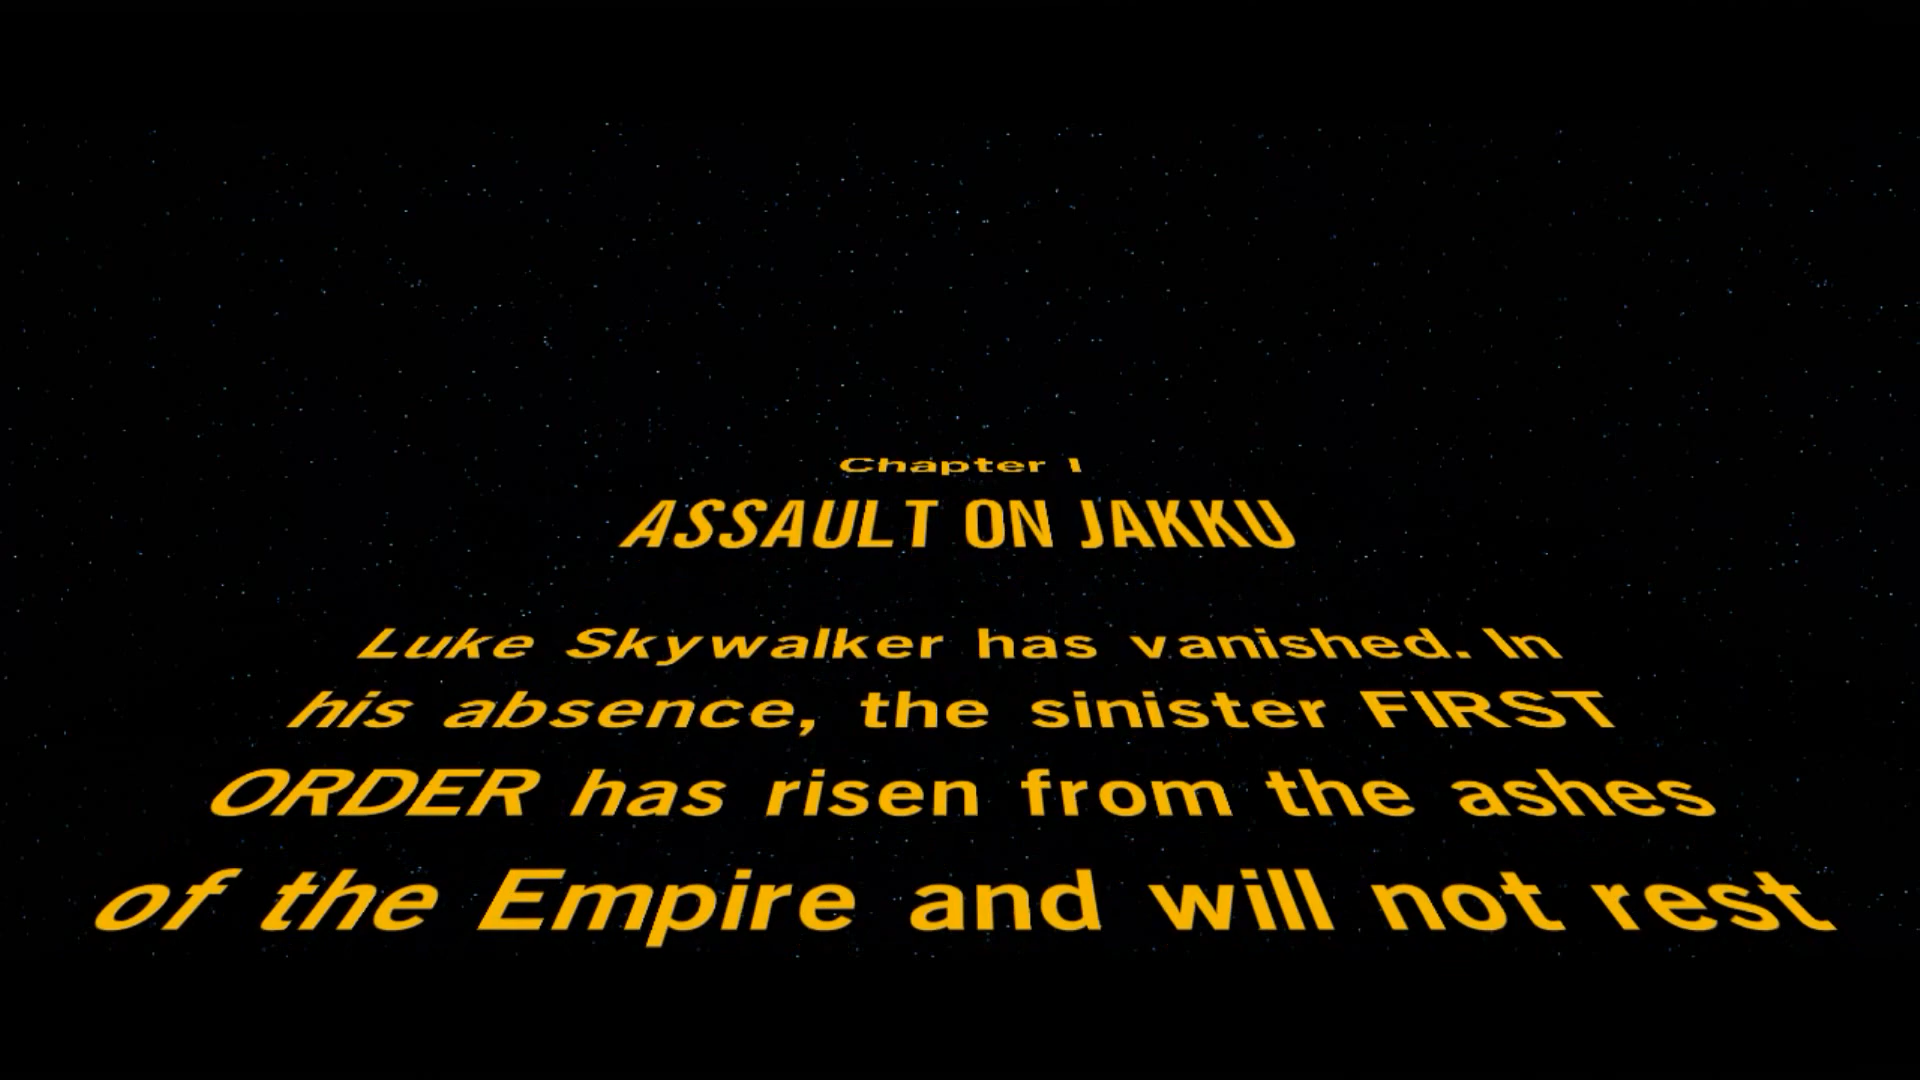 Chapter I
ASSAULT ON JAKKU
Luke Skywalker has vanished. In
his absence, the sinister FIRST
ORDER has risen from the ashes
of the Empire and will not rest